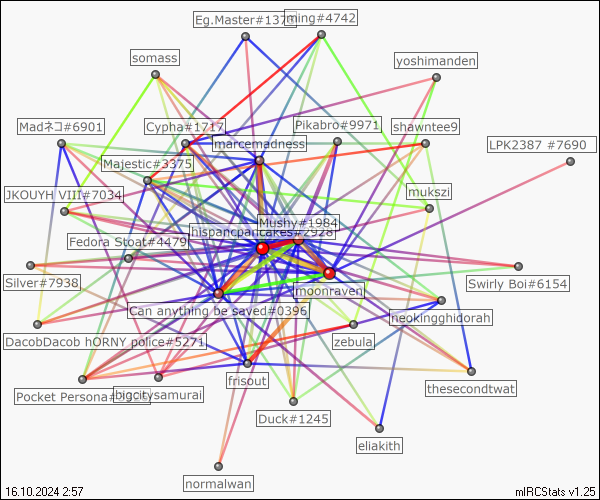 Eg.Master#137
ming#4742
somass
yoshimanden
Madネコ#6901
Cypha#1717
Pikabro#9971
shawntee9
marcemadness
LPK2387 #7690
Majestic#3375
JKOUYH VIII#7034
mukszi
Mushy#1984
hispancpancakes#2928
Fedora Stoat#4479
Silver#7938
moonraven
Swirly Boi#6154
Can anything be saved#0396
neokingghidorah
DacobDacob hORNY police#5271
zebula
frisout
thesecondtwat
Pocket Persona
bigcitysamurai
Duck#1245
eliakith
normalwan
16.10.2024 2:57
mIRCStats v1.25